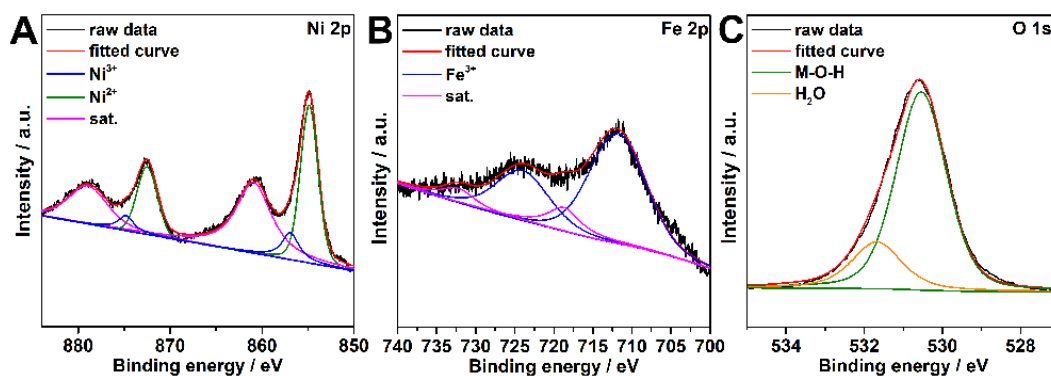 A
Ni 2p
raw data
fitted curve
Ni³⁺
Ni²⁺
sat.
Intensity / a.u.
880 870 860 850
Binding energy / eV
B
Fe 2p
raw data
fitted curve
Fe³⁺
sat.
Intensity / a.u.
740 735 730 725 720 715 710 705 700
Binding energy / eV
C
O 1s
raw data
fitted curve
M-O-H
H₂O
Intensity / a.u.
534 532 530 528
Binding energy / eV